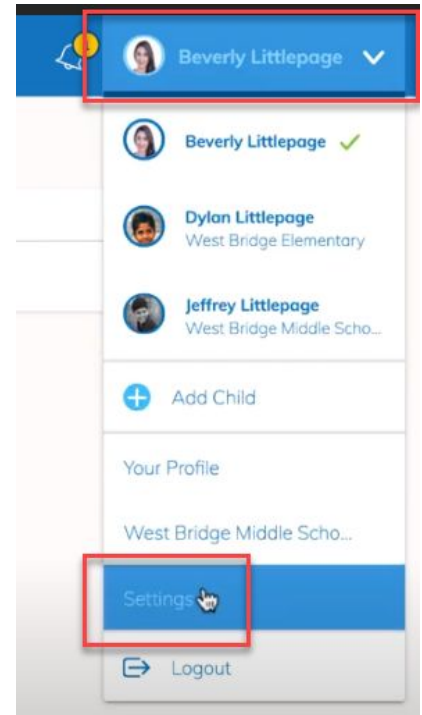 Beverly Littlepage
Beverly Littlepage
Dylan Littlepage
West Bridge Elementary
Jeffrey Littlepage
West Bridge Middle Scho...
Add Child
Your Profile
West Bridge Middle Scho...
Settings
Logout